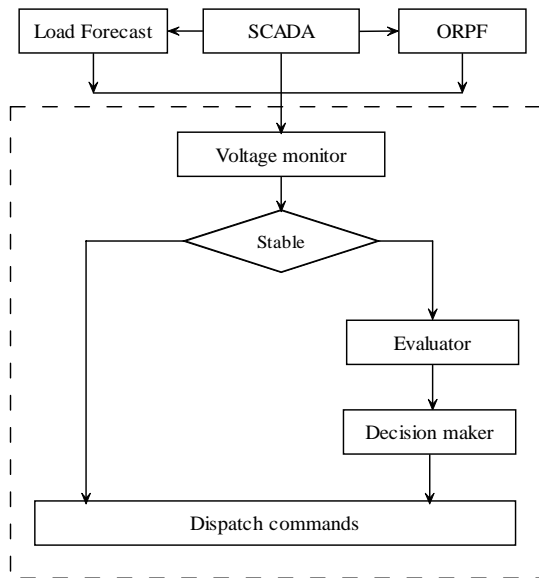 Load Forecast
SCADA
ORPF
Voltage monitor
Stable
Evaluator
Decision maker
Dispatch commands